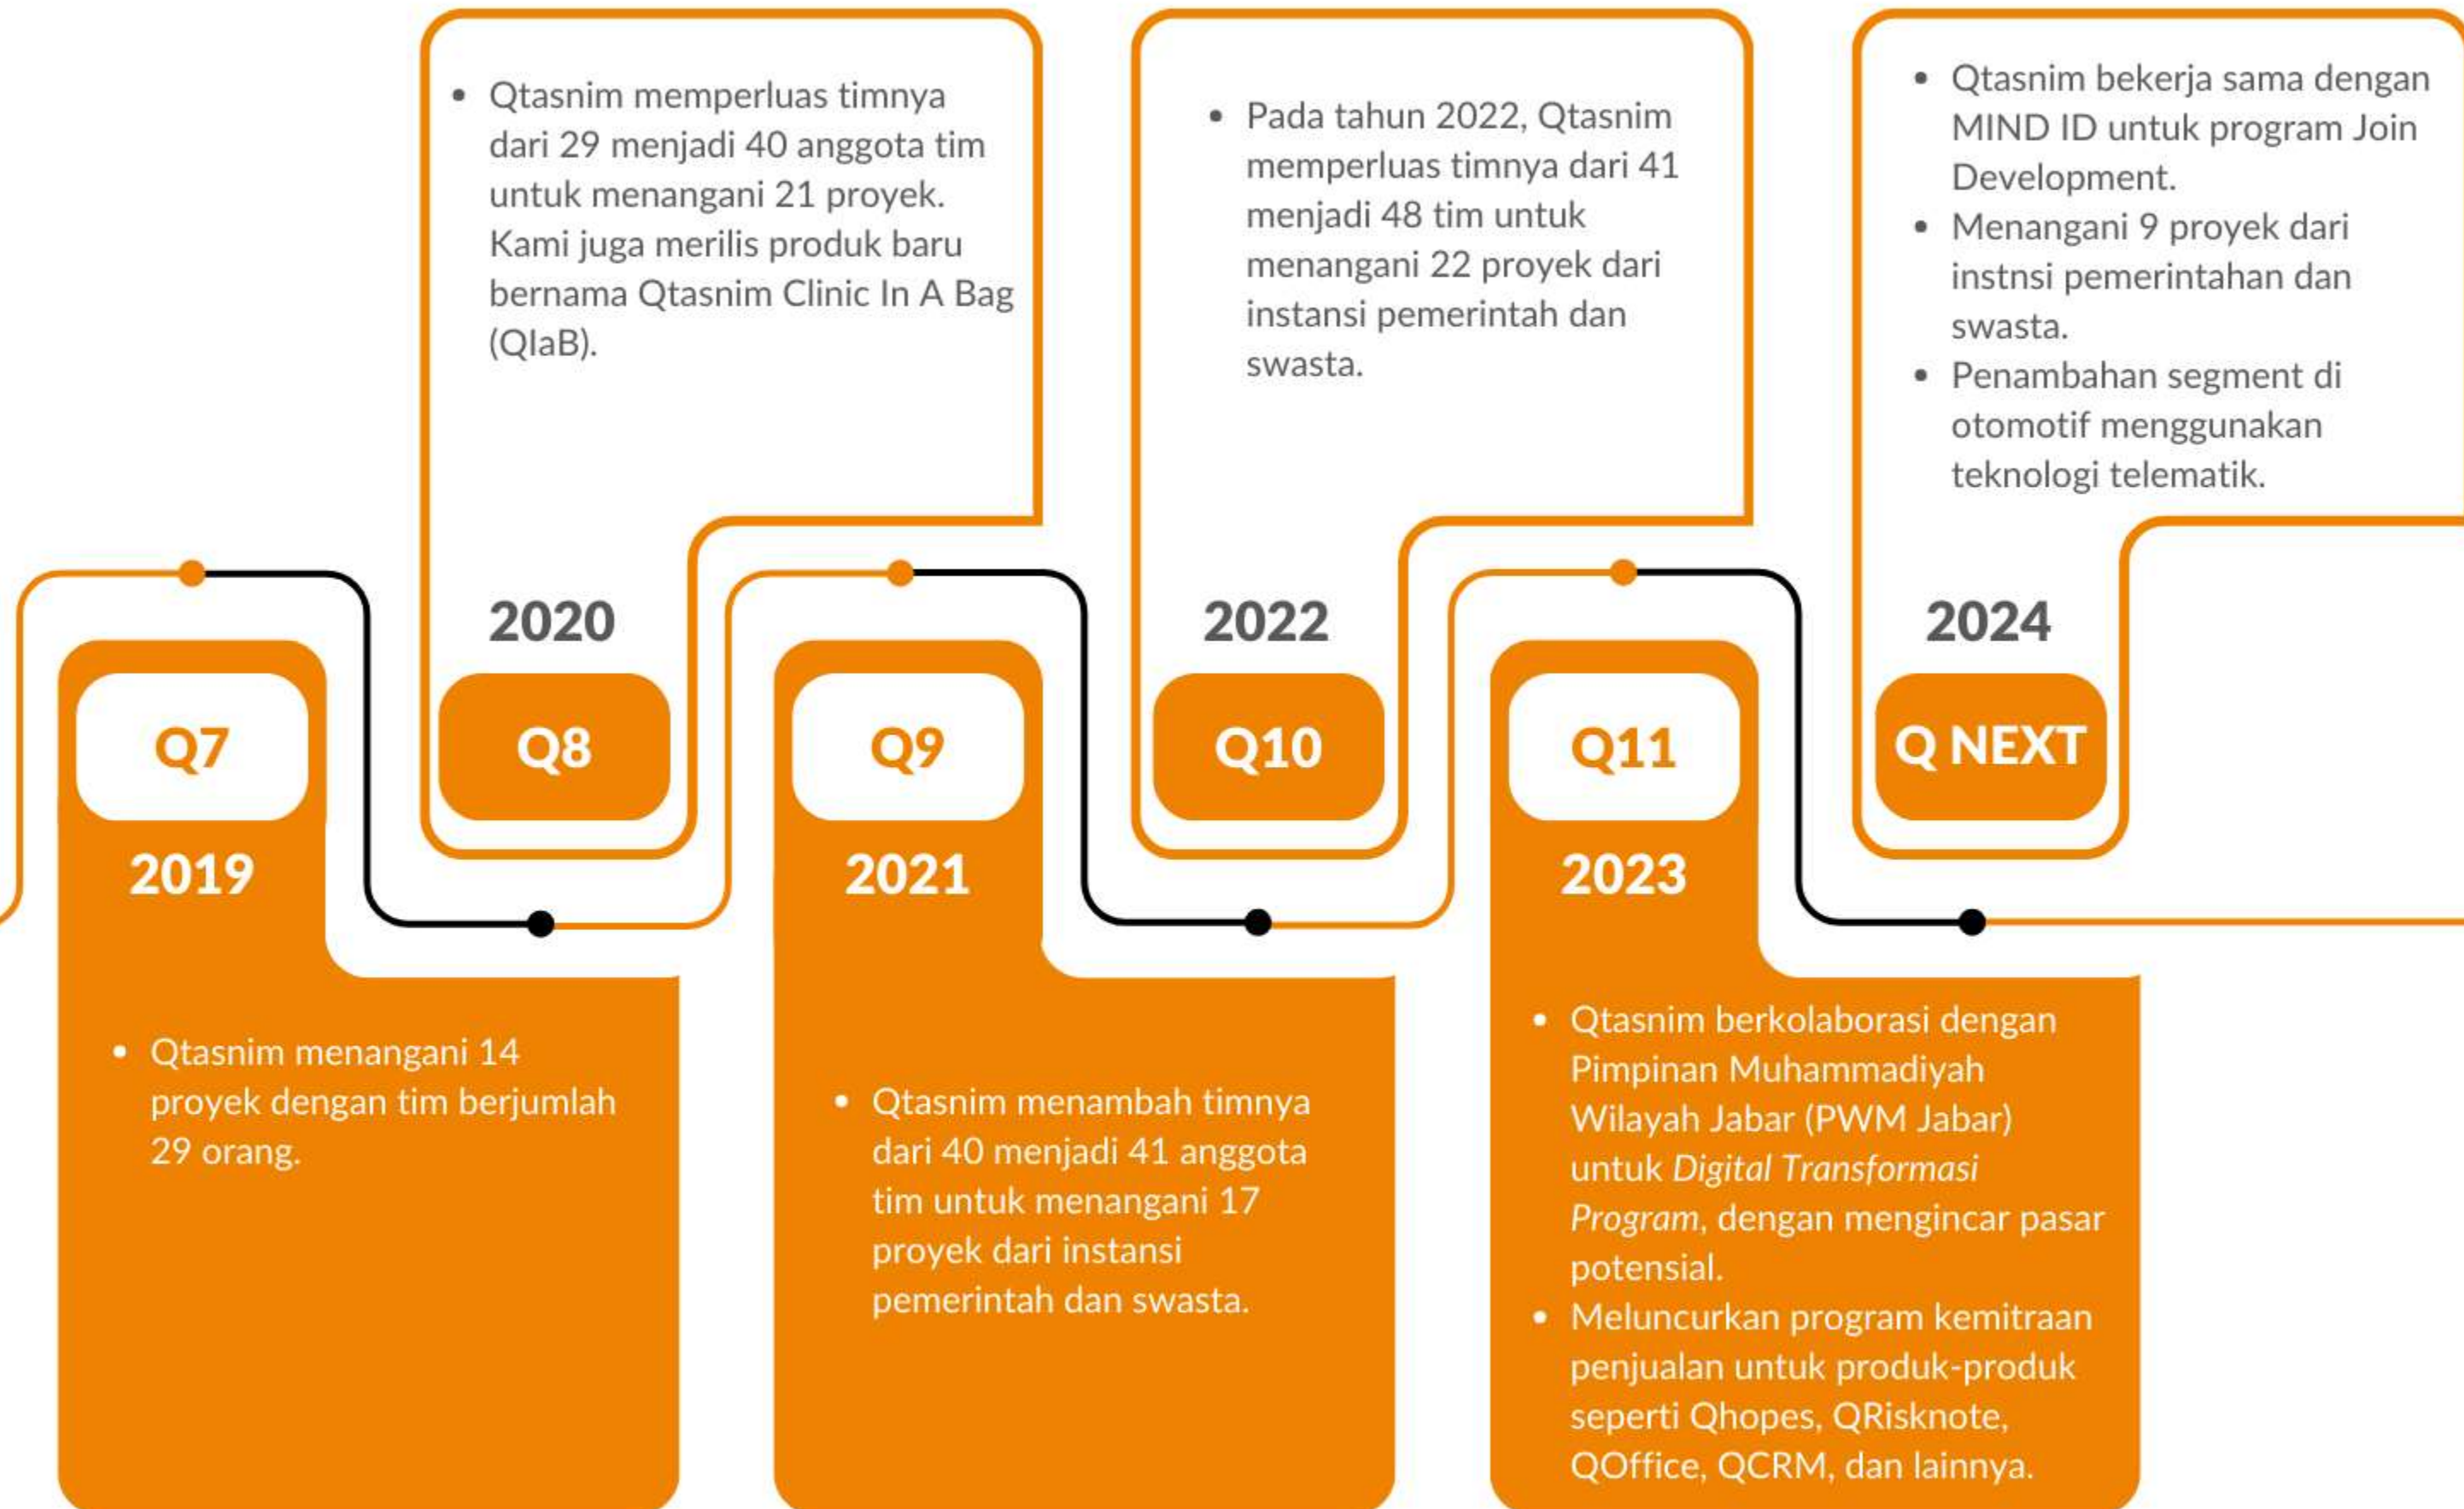 Q7
2019
• Qtasnim menangani 14
proyek dengan tim berjumlah
29 orang.
• Qtasnim memperluas timnya
dari 29 menjadi 40 anggota tim
untuk menangani 21 proyek.
Kami juga merilis produk baru
bernama Qtasnim Clinic In A Bag
(QIaB).
2020
Q8
Q9
2021
• Qtasnim menambah timnya
dari 40 menjadi 41 anggota
tim untuk menangani 17
proyek dari instansi
pemerintah dan swasta.
• Pada tahun 2022, Qtasnim
memperluas timnya dari 41
menjadi 48 tim untuk
menangani 22 proyek dari
instansi pemerintah dan
swasta.
2022
Q10
Q11
2023
• Qtasnim berkolaborasi dengan
Pimpinan Muhammadiyah
Wilayah Jabar (PWM Jabar)
untuk Digital Transformasi
Program, dengan mengincar pasar
potensial.
• Meluncurkan program kemitraan
penjualan untuk produk-produk
seperti Qhopes, QRisknote,
QOffice, QCRM, dan lainnya.
• Qtasnim bekerja sama dengan
MIND ID untuk program Join
Development.
• Menangani 9 proyek dari
instnsi pemerintahan dan
swasta.
• Penambahan segment di
otomotif menggunakan
teknologi telematik.
2024
Q NEXT